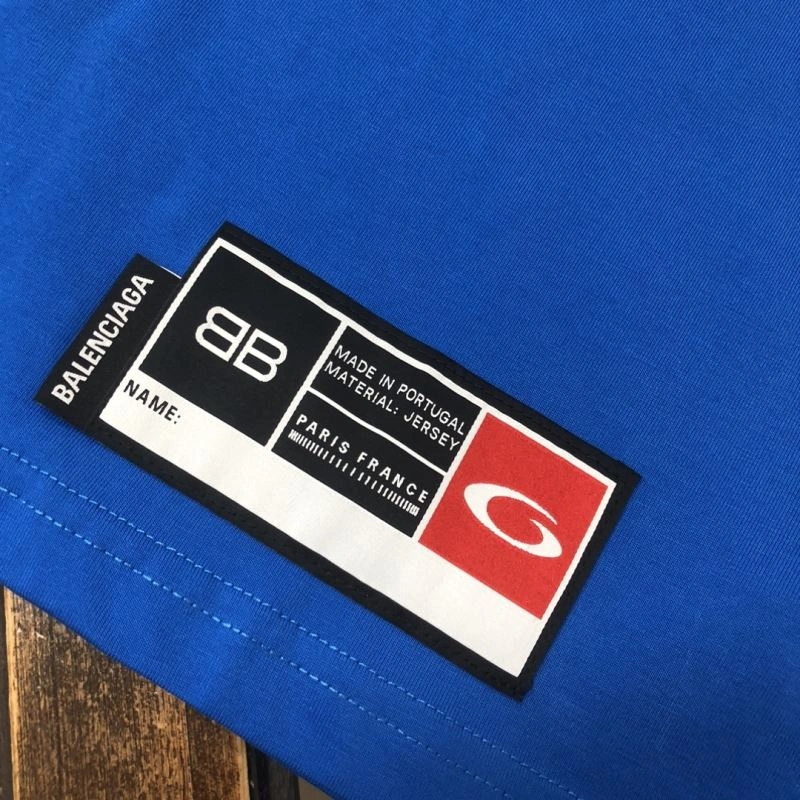 BALENCIAGA
BB
NAME:
MADE IN PORTUGAL
MATERIAL: JERSEY
PARIS FRANCE
G